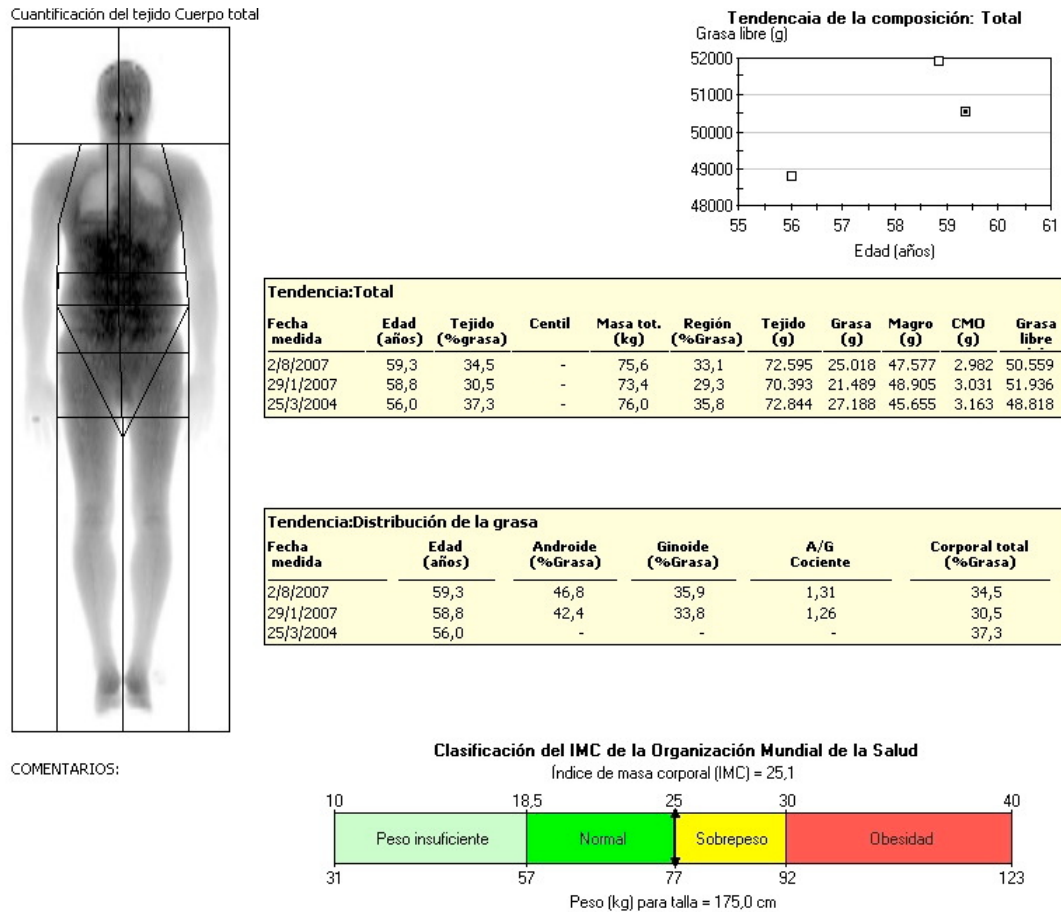 Cuantificación del tejido Cuerpo total
Tendencaia de la composición: Total
Grasa libre (g)
52000
51000
50000
49000
48000
55 56 57 58 59 60 61
Edad (años)
Tendencia:Total
Fecha medida Edad (años) Tejido (%grasa) Centil Masa tot. (kg) Región (%Grasa) Tejido (g) Grasa (g) Magro (g) CMO (g) Grasa libre
2/8/2007 59,3 34,5 - 75,6 33,1 72.595 25.018 47.577 2.982 50.559
29/1/2007 58,8 30,5 - 73,4 29,3 70.393 21.489 48.905 3.031 51.936
25/3/2004 56,0 37,3 - 76,0 35,8 72.844 27.188 45.655 3.163 48.818
Tendencia:Distribución de la grasa
Fecha medida Edad (años) Androide (%Grasa) Ginoide (%Grasa) A/G Cociente Corporal total (%Grasa)
2/8/2007 59,3 46,8 35,9 1,31 34,5
29/1/2007 58,8 42,4 33,8 1,26 30,5
25/3/2004 56,0 - - - 37,3
COMENTARIOS:
Clasificación del IMC de la Organización Mundial de la Salud
Índice de masa corporal (IMC) = 25,1
10 18,5 25 30 40
Peso insuficiente Normal Sobrepeso Obesidad
31 57 77 92 123
Peso (kg) para talla = 175,0 cm